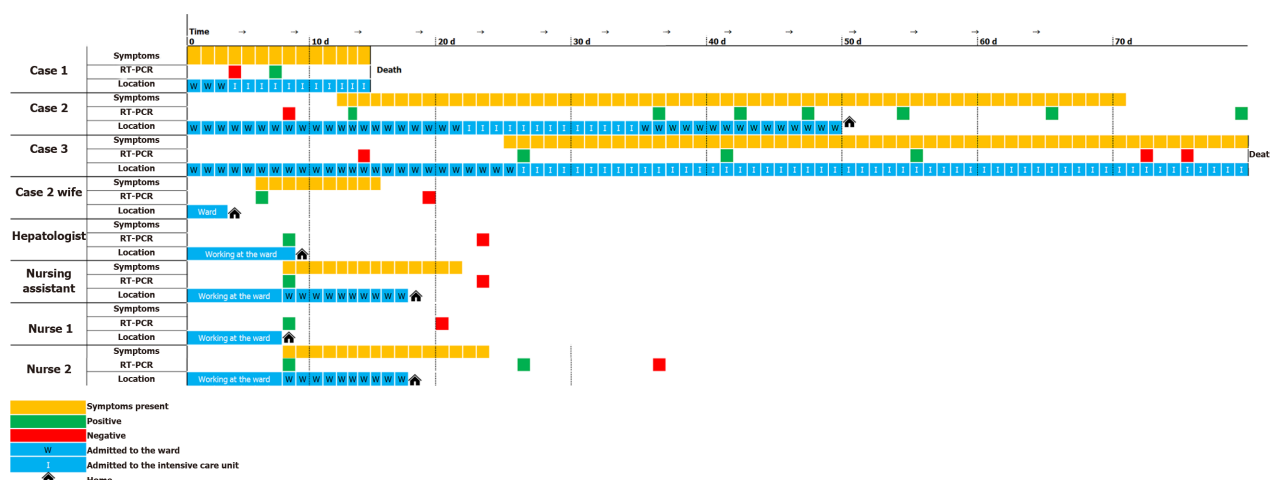 Time → → → → → → → → → → → → →
0 10 d 20 d 30 d 40 d 50 d 60 d 70 d
Case 1
Symptoms
RT-PCR
Death
Location
W W W I I I I I I I I I I I
Case 2
Symptoms
RT-PCR
Location
W W W W W W W W W W W W W W W W W W W W W I I I I I I I I I I I I I W W W W W W W W W W W W W W W
Case 3
Symptoms
RT-PCR
Deat
Location
W W W W W W W W W W W W W W W W W W W W W W W W W I I I I I I I I I I I I I I I I I I I I I I I I I I I I I I I I I I I I I I I I I I I I I I I I I I I I I I
Case 2 wife
Symptoms
RT-PCR
Location
Ward
Hepatologist
Symptoms
RT-PCR
Location
Working at the ward
Nursing
assistant
Symptoms
RT-PCR
Location
Working at the ward W W W W W W W W W W
Nurse 1
Symptoms
RT-PCR
Location
Working at the ward
Nurse 2
Symptoms
RT-PCR
Location
Working at the ward W W W W W W W W W W
Symptoms present
Positive
Negative
W Admitted to the ward
I Admitted to the intensive care unit
Home